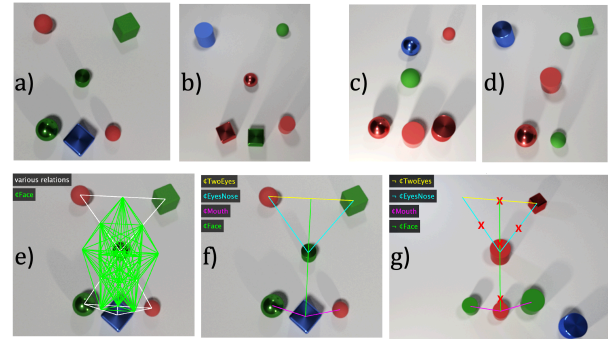 a)
b)
c)
d)
various relations
¢Face
e)
¢TwoEyes
¢EyesNose
¢Mouth
¢Face
f)
¬ ¢TwoEyes
¬ ¢EyesNose
¢Mouth
¬ ¢Face
g)
X
X
X
X